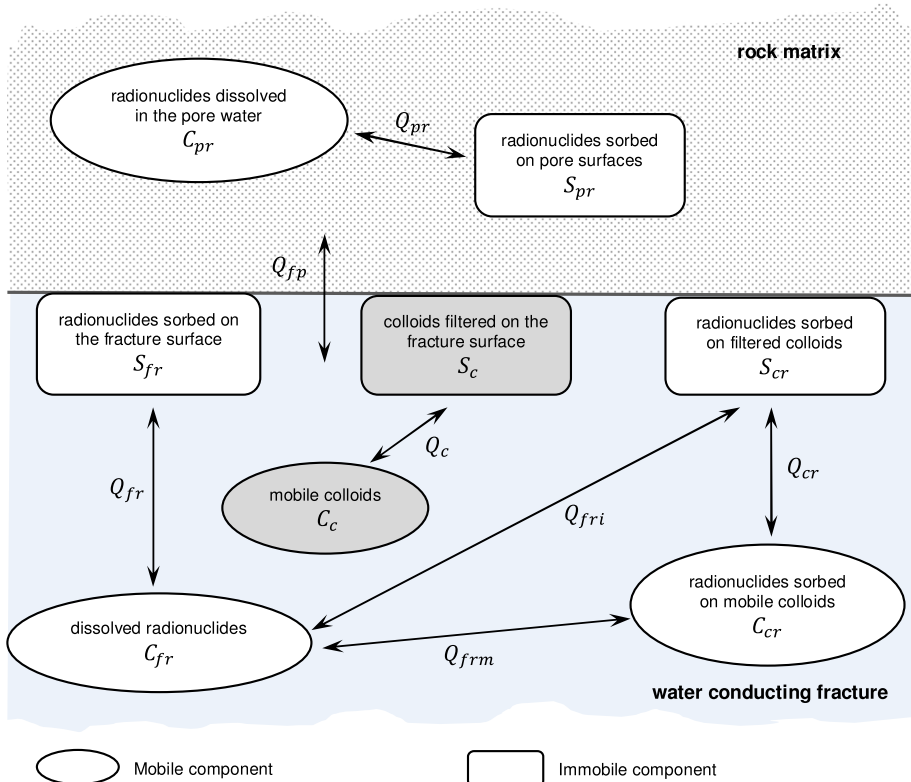 rock matrix
radionuclides dissolved
in the pore water
C_pr
Q_pr
radionuclides sorbed
on pore surfaces
S_pr
Q_fp
radionuclides sorbed on
the fracture surface
S_fr
colloids filtered on the
fracture surface
S_c
radionuclides sorbed
on filtered colloids
S_cr
Q_c
Q_cr
Q_fr
mobile colloids
C_c
Q_fri
radionuclides sorbed
on mobile colloids
C_cr
dissolved radionuclides
C_fr
Q_frm
water conducting fracture
Mobile component
Immobile component